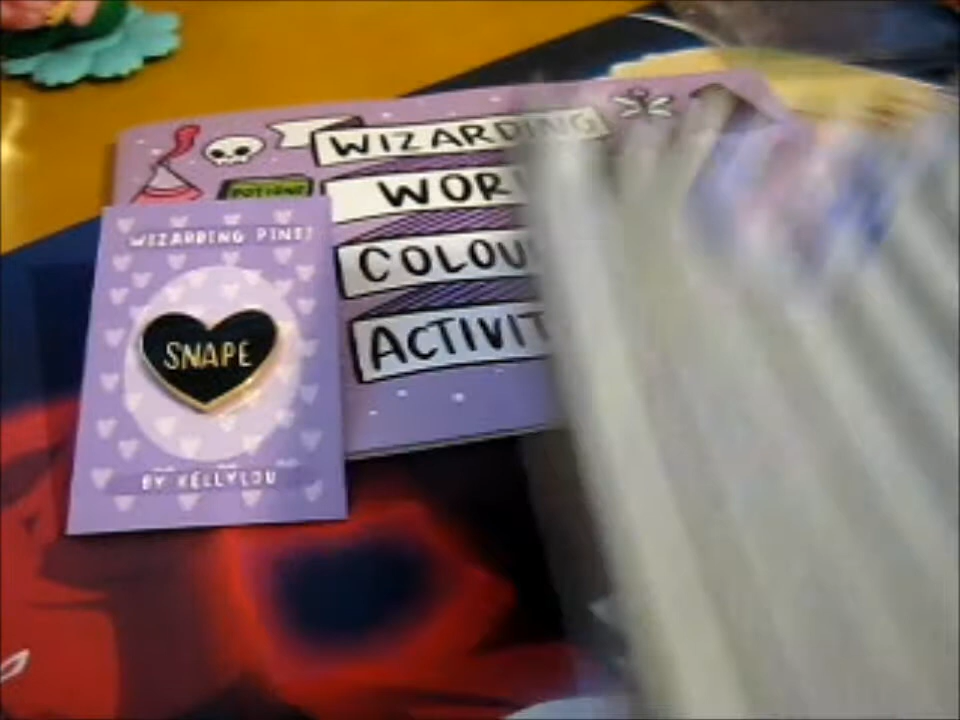 WIZARDING
WOR
COLOU
ACTIVIT
POTIONS
WIZARDING PINS!
SNAPE
BY KELLYLOU